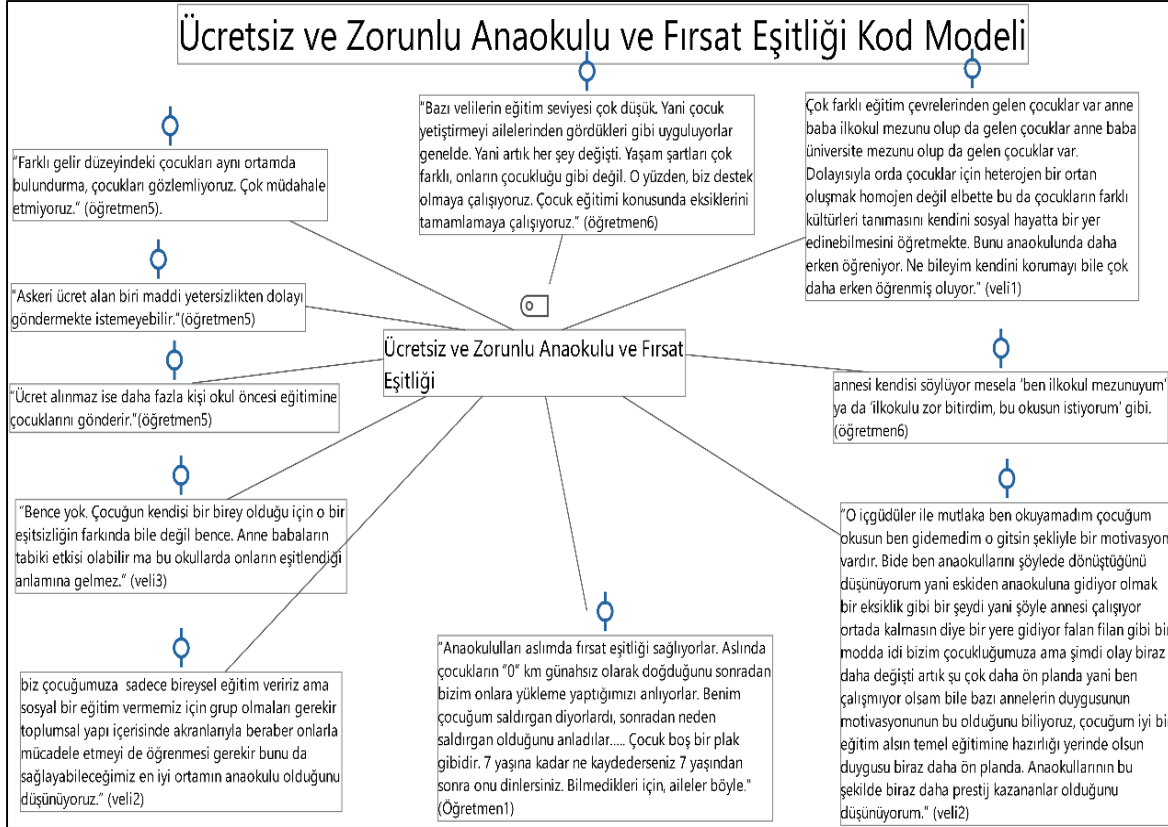 Ücretsiz ve Zorunlu Anaokulu ve Fırsat Eşitliği Kod Modeli
"Farklı gelir düzeyindeki çocukları aynı ortamda
bulundurma, çocukları gözlemliyoruz. Çok müdahale
etmiyoruz." (öğretmen5).
"Bazı velilerin eğitim seviyesi çok düşük. Yani çocuk
yetiştirmeyi ailelerinden gördükleri gibi uyguluyorlar
genelde. Yani artık her şey değişti. Yaşam şartları çok
farklı, onların çocukluğu gibi değil. O yüzden, biz destek
olmaya çalışıyoruz. Çocuk eğitimi konusunda eksiklerini
tamamlamaya çalışıyoruz." (öğretmen6)
Çok farklı eğitim çevrelerinden gelen çocuklar var anne
baba ilkokul mezunu olup da gelen çocuklar anne baba
üniversite mezunu olup da gelen çocuklar var.
Dolayısıyla orda çocuklar için heterojen bir ortan
oluşmak homojen değil elbette bu da çocukların farklı
kültürleri tanımasını kendini sosyal hayatta bir yer
edinebilmesini öğretmekte. Bunu anaokulunda daha
erken öğreniyor. Ne bileyim kendini korumayı bile çok
daha erken öğrenmiş oluyor." (veli1)
"Askeri ücret alan biri maddi yetersizlikten dolayı
göndermekte istemeyebilir."(öğretmen5)
Ücretsiz ve Zorunlu Anaokulu ve Fırsat
Eşitliği
"Ücret alınmaz ise daha fazla kişi okul öncesi eğitimine
çocuklarını gönderir."(öğretmen5)
annesi kendisi söylüyor mesela 'ben ilkokul mezunuyum'
ya da 'ilkokulu zor bitirdim, bu okusun istiyorum' gibi.
(öğretmen6)
"Bence yok. Çocuğun kendisi bir birey olduğu için o bir
eşitsizliğin farkında bile değil bence. Anne babaların
tabiki etkisi olabilir ma bu okullarda onların eşitlendiği
anlamına gelmez." (veli3)
"O içgüdüler ile mutlaka ben okuyamadım çocuğum
okusun ben gidemedim o gitsin şekliyle bir motivasyon
vardır. Bide ben anaokullarını şöylede dönüştüğünü
düşünüyorum yani eskiden anaokuluna gidiyor olmak
bir eksiklik gibi bir şeydi yani şöyle annesi çalışıyor
ortada kalmasın diye bir yere gidiyor falan filan gibi bir
modda idi bizim çocukluğumuza ama şimdi olay biraz
daha değişti artık şu çok daha ön planda yani ben
çalışmıyor olsam bile bazı annelerin duygusunun
motivasyonunun bu olduğunu biliyoruz, çocuğum iyi bir
eğitim alsın temel eğitimine hazırlığı yerinde olsun
duygusu biraz daha ön planda. Anaokullarının bu
şekilde biraz daha prestij kazananlar olduğunu
düşünüyorum." (veli2)
biz çocuğumuza sadece bireysel eğitim veririz ama
sosyal bir eğitim vermemiz için grup olmaları gerekir
toplumsal yapı içerisinde akranlarıyla beraber onlarla
mücadele etmeyi de öğrenmesi gerekir bunu da
sağlayabileceğimiz en iyi ortamın anaokulu olduğunu
düşünüyoruz." (veli2)
"Anaokululları aslımda fırsat eşitliği sağlıyorlar. Aslında
çocukların "0" km günahsız olarak doğduğunu sonradan
bizim onlara yükleme yaptığımızı anlıyorlar. Benim
çocuğum saldırgan diyorlardı, sonradan neden
saldırgan olduğunu anladılar..... Çocuk boş bir plak
gibidir. 7 yaşına kadar ne kaydederseniz 7 yaşından
sonra onu dinlersiniz. Bilmedikleri için, aileler böyle."
(Öğretmen1)